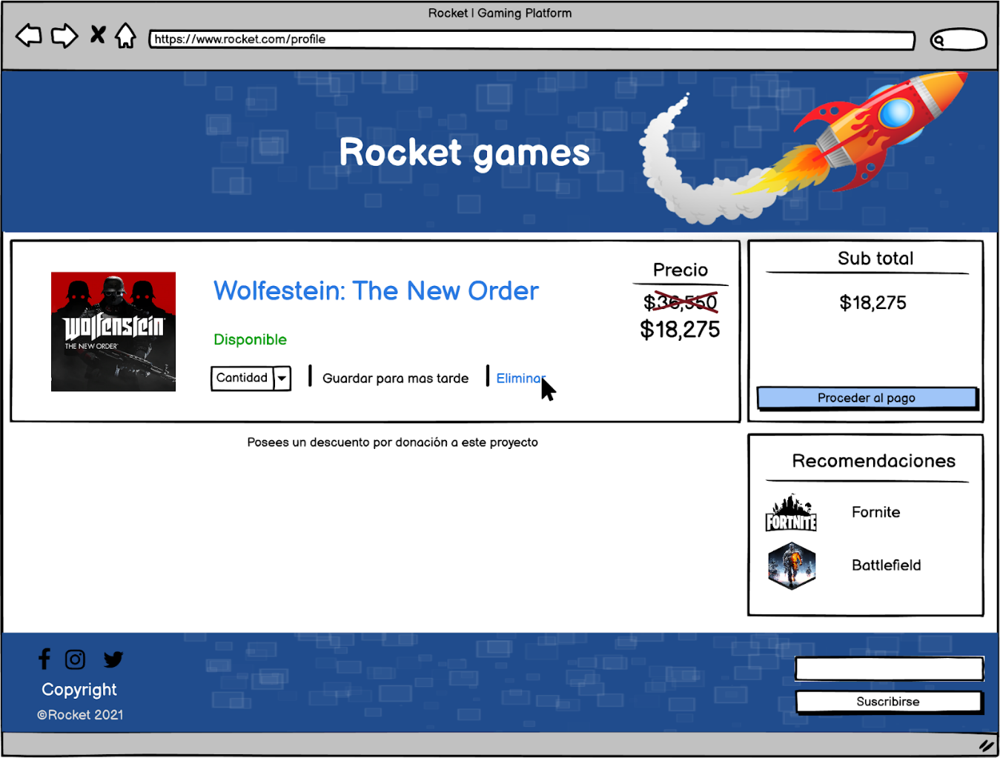 Rocket | Gaming Platform
https://www.rocket.com/profile
Rocket games
Wolfenstein
THE NEW ORDER
Wolfestein: The New Order
Disponible
Cantidad
Guardar para mas tarde
Eliminar
Precio
$36,550
$18,275
Sub total
$18,275
Proceder al pago
Posees un descuento por donación a este proyecto
Recomendaciones
FORTNITE
Fornite
Battlefield
Copyright
©Rocket 2021
Suscribirse